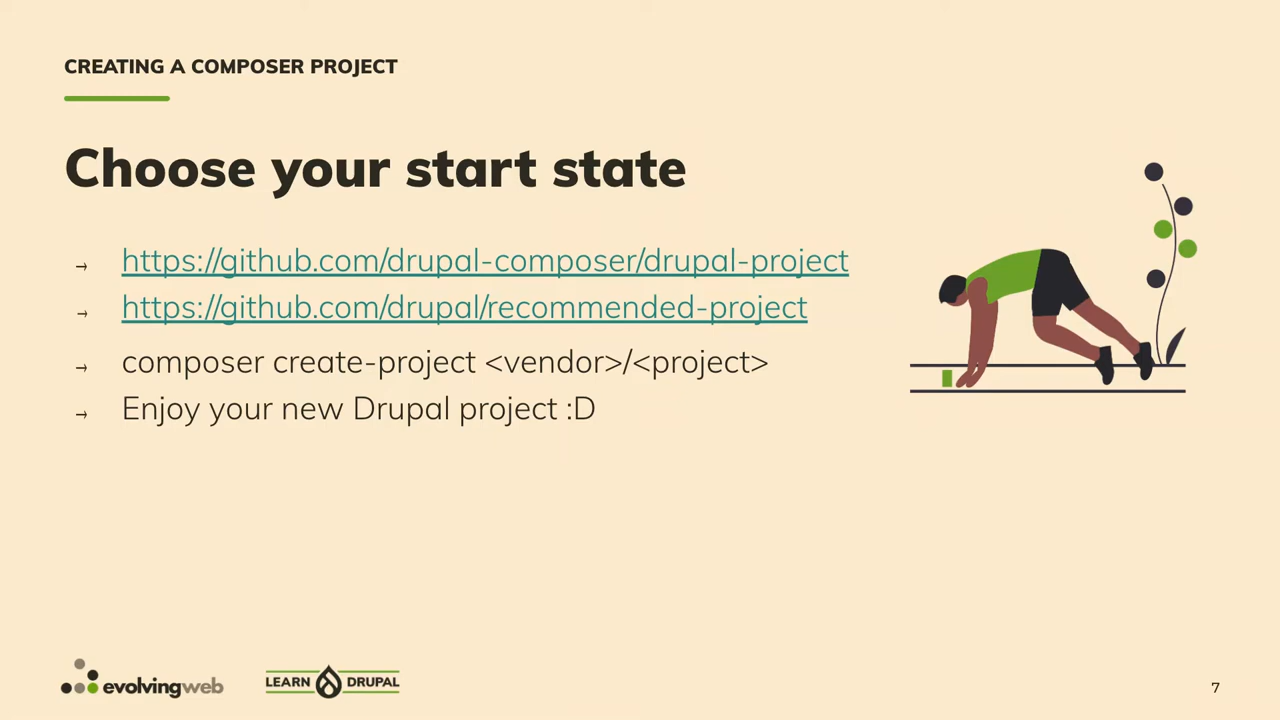 CREATING A COMPOSER PROJECT
Choose your start state
→ https://github.com/drupal-composer/drupal-project
→ https://github.com/drupal/recommended-project
→ composer create-project <vendor>/<project>
→ Enjoy your new Drupal project :D
evolvingweb
LEARN DRUPAL
7